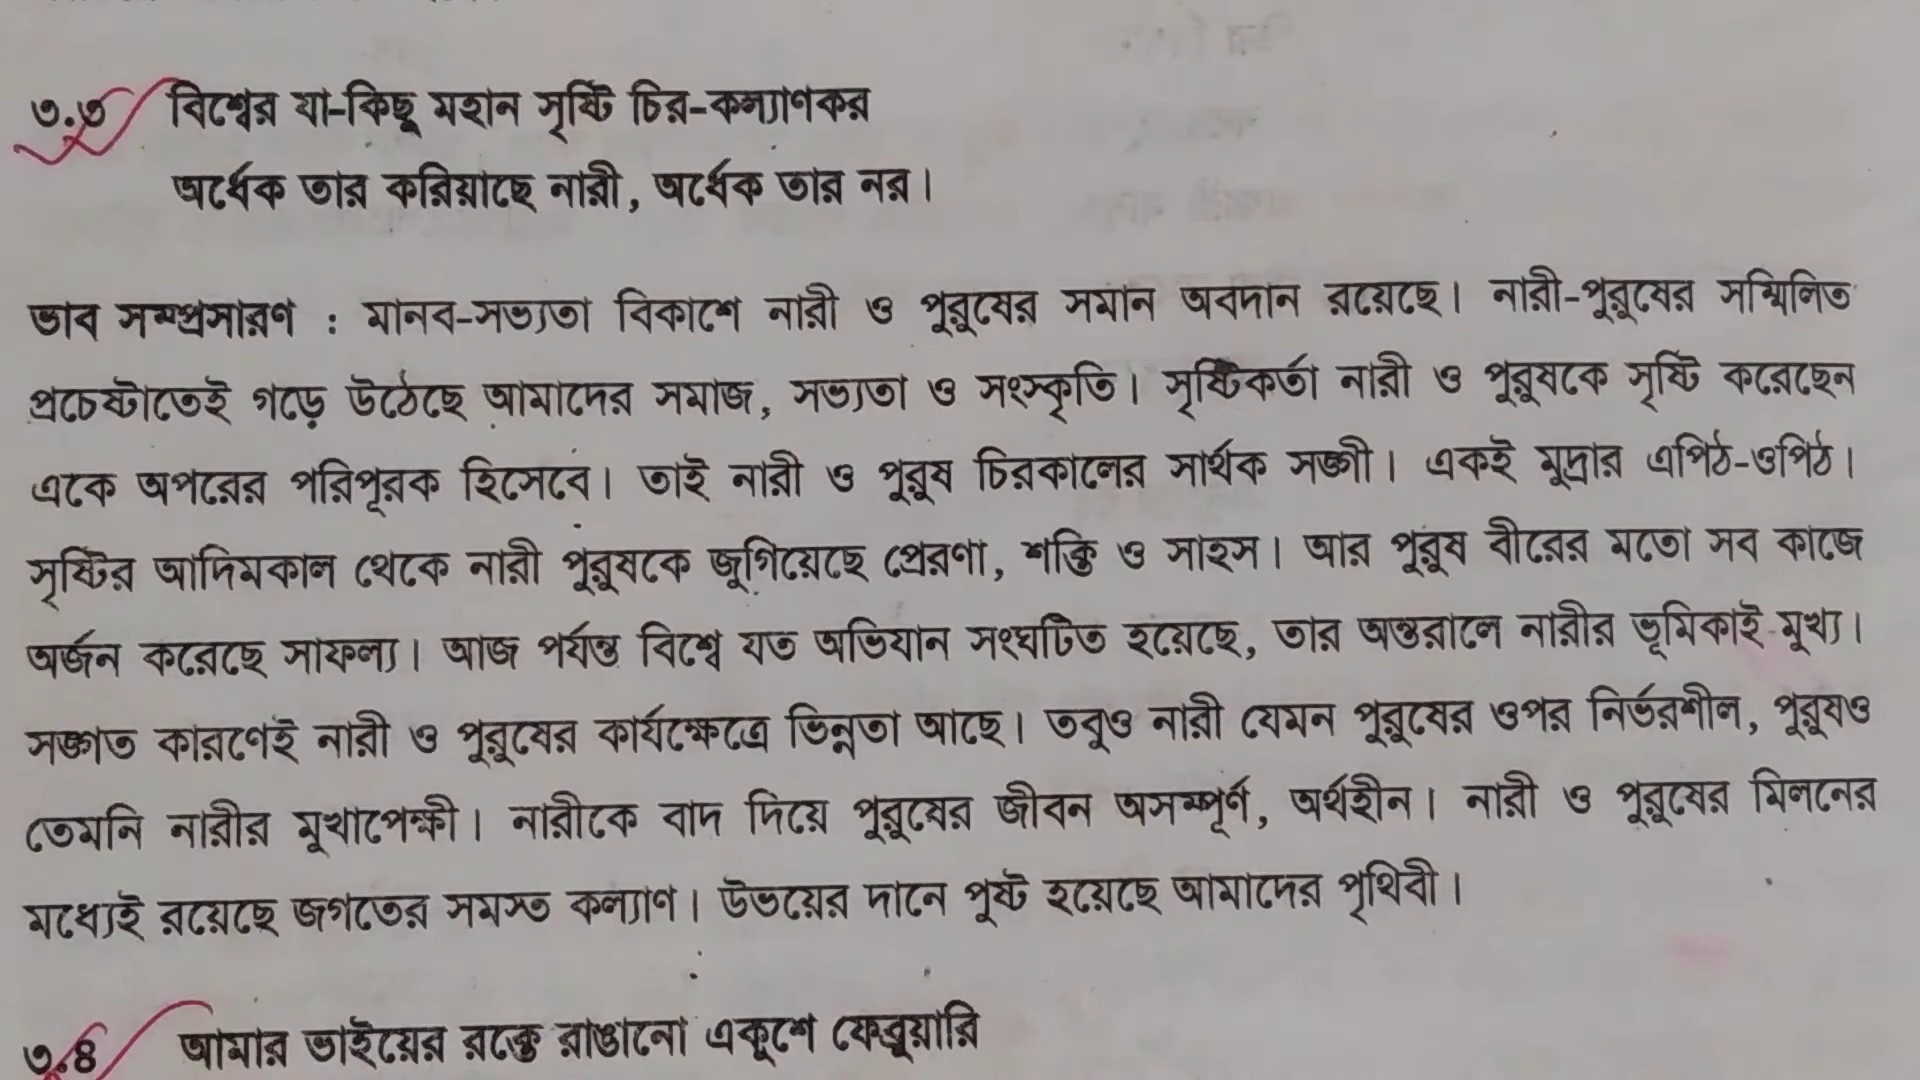 ৩.৩ বিশ্বের যা-কিছু মহান সৃষ্টি চির-কল্যাণকর
অর্ধেক তার করিয়াছে নারী, অর্ধেক তার নর।
ভাব সম্প্রসারণ : মানব-সভ্যতা বিকাশে নারী ও পুরুষের সমান অবদান রয়েছে। নারী-পুরুষের সম্মিলিত
প্রচেষ্টাতেই গড়ে উঠেছে আমাদের সমাজ, সভ্যতা ও সংস্কৃতি। সৃষ্টিকর্তা নারী ও পুরুষকে সৃষ্টি করেছেন
একে অপরের পরিপূরক হিসেবে। তাই নারী ও পুরুষ চিরকালের সার্থক সঙ্গী। একই মুদ্রার এপিঠ-ওপিঠ।
সৃষ্টির আদিমকাল থেকে নারী পুরুষকে জুগিয়েছে প্রেরণা, শক্তি ও সাহস। আর পুরুষ বীরের মতো সব কাজে
অর্জন করেছে সাফল্য। আজ পর্যন্ত বিশ্বে যত অভিযান সংঘটিত হয়েছে, তার অন্তরালে নারীর ভূমিকাই মুখ্য।
সঙ্গত কারণেই নারী ও পুরুষের কার্যক্ষেত্রে ভিন্নতা আছে। তবুও নারী যেমন পুরুষের ওপর নির্ভরশীল, পুরুষও
তেমনি নারীর মুখাপেক্ষী। নারীকে বাদ দিয়ে পুরুষের জীবন অসম্পূর্ণ, অর্থহীন। নারী ও পুরুষের মিলনের
মধ্যেই রয়েছে জগতের সমস্ত কল্যাণ। উভয়ের দানে পুষ্ট হয়েছে আমাদের পৃথিবী।
৩.৪ আমার ভাইয়ের রক্তে রাঙানো একুশে ফেব্রুয়ারি